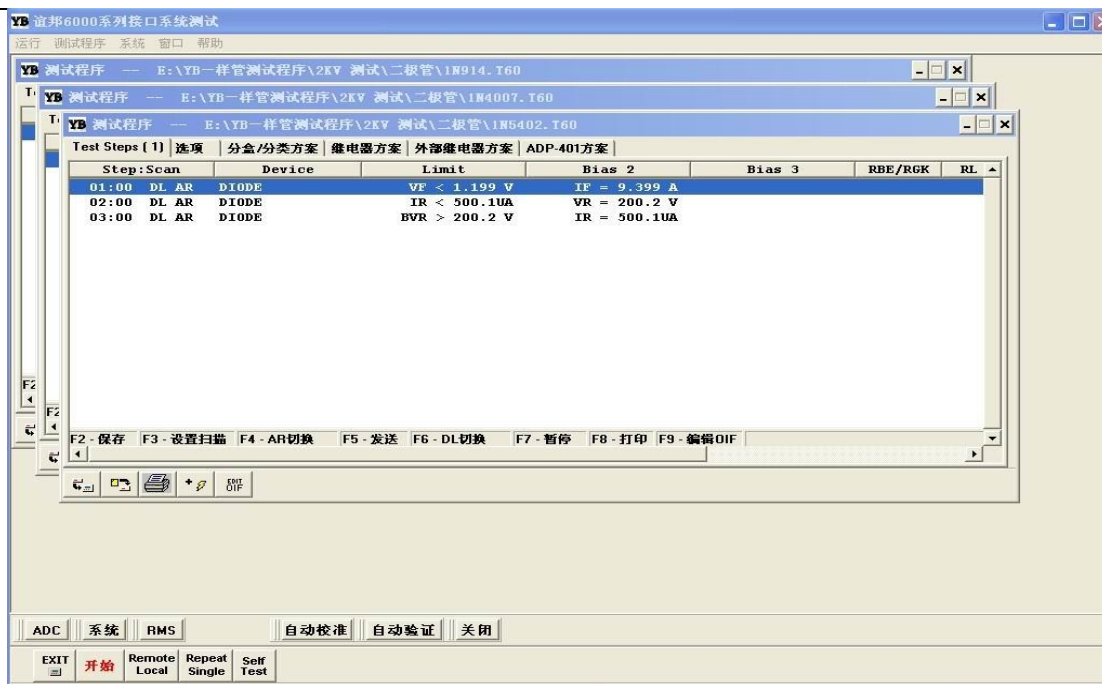 YB 谊邦6000系列接口系统测试
运行 测试程序 系统 窗口 帮助
YB 测试程序 — E:\YB一样管测试程序\2KV 测试\二极管\1N914.T60
YB 测试程序 — E:\YB一样管测试程序\2KV 测试\二极管\1N4007.T60
YB 测试程序 — E:\YB一样管测试程序\2KV 测试\二极管\1N5402.T60
Test Steps (1) 选项 分盒/分类方案 继电器方案 外部继电器方案 ADP-401方案
Step:Scan Device Limit Bias 2 Bias 3 RBE/RGK RL
01:00 DL AR DIODE VF < 1.199 V IF = 9.399 A
02:00 DL AR DIODE IR < 500.1UA VR = 200.2 V
03:00 DL AR DIODE BVR > 200.2 V IR = 500.1UA
F2
F2
F2 - 保存 F3 - 设置扫描 F4 - AR切换 F5 - 发送 F6 - DL切换 F7 - 暂停 F8 - 打印 F9 - 编辑OIF
EDIT
OIF
ADC 系统 RMS 自动校准 自动验证 关闭
EXIT 开始 Remote Local Repeat Single Self Test